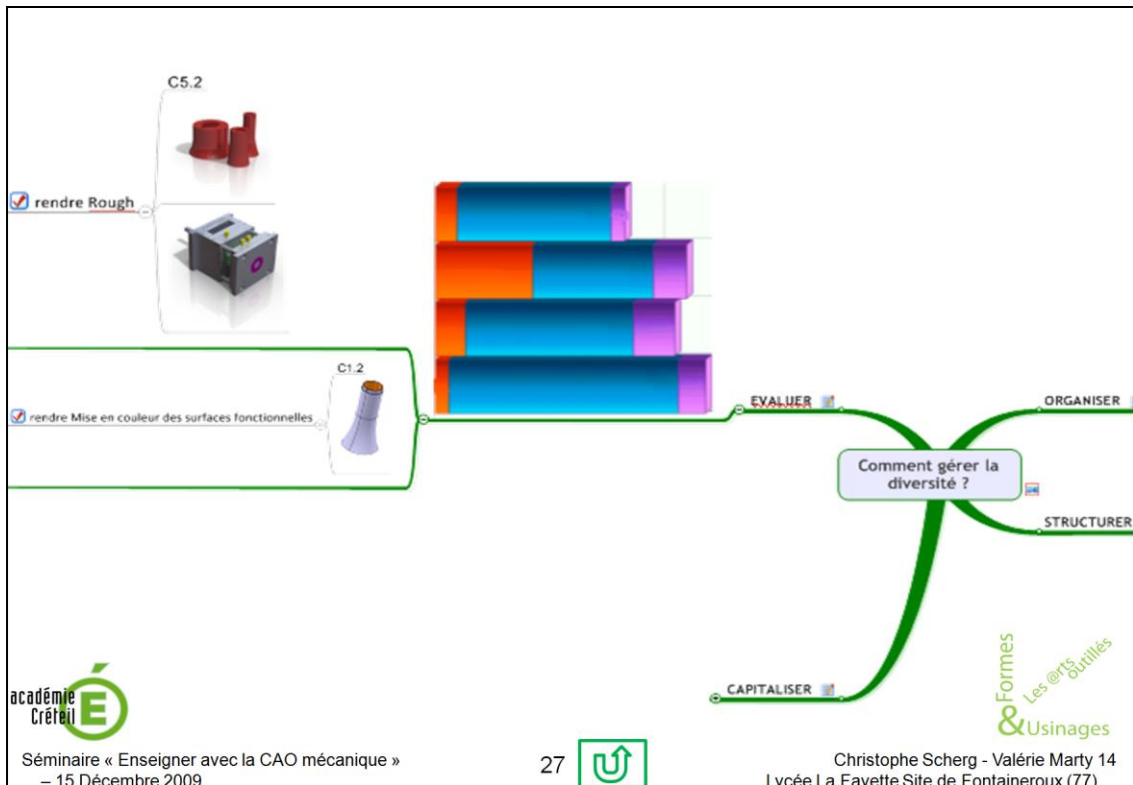 C5.2
rendre Rough
C1.2
rendre Mise en couleur des surfaces fonctionnelles
EVALUER
ORGANISER
Comment gérer la
diversité ?
STRUCTURER
CAPITALISER
académie
Créteil
É
Formes
& Usinages
Les @rts
outillés
Séminaire « Enseigner avec la CAO mécanique »
– 15 Décembre 2009
27
Christophe Scherg - Valérie Marty 14
Lycée La Fayette Site de Fontaineroux (77)